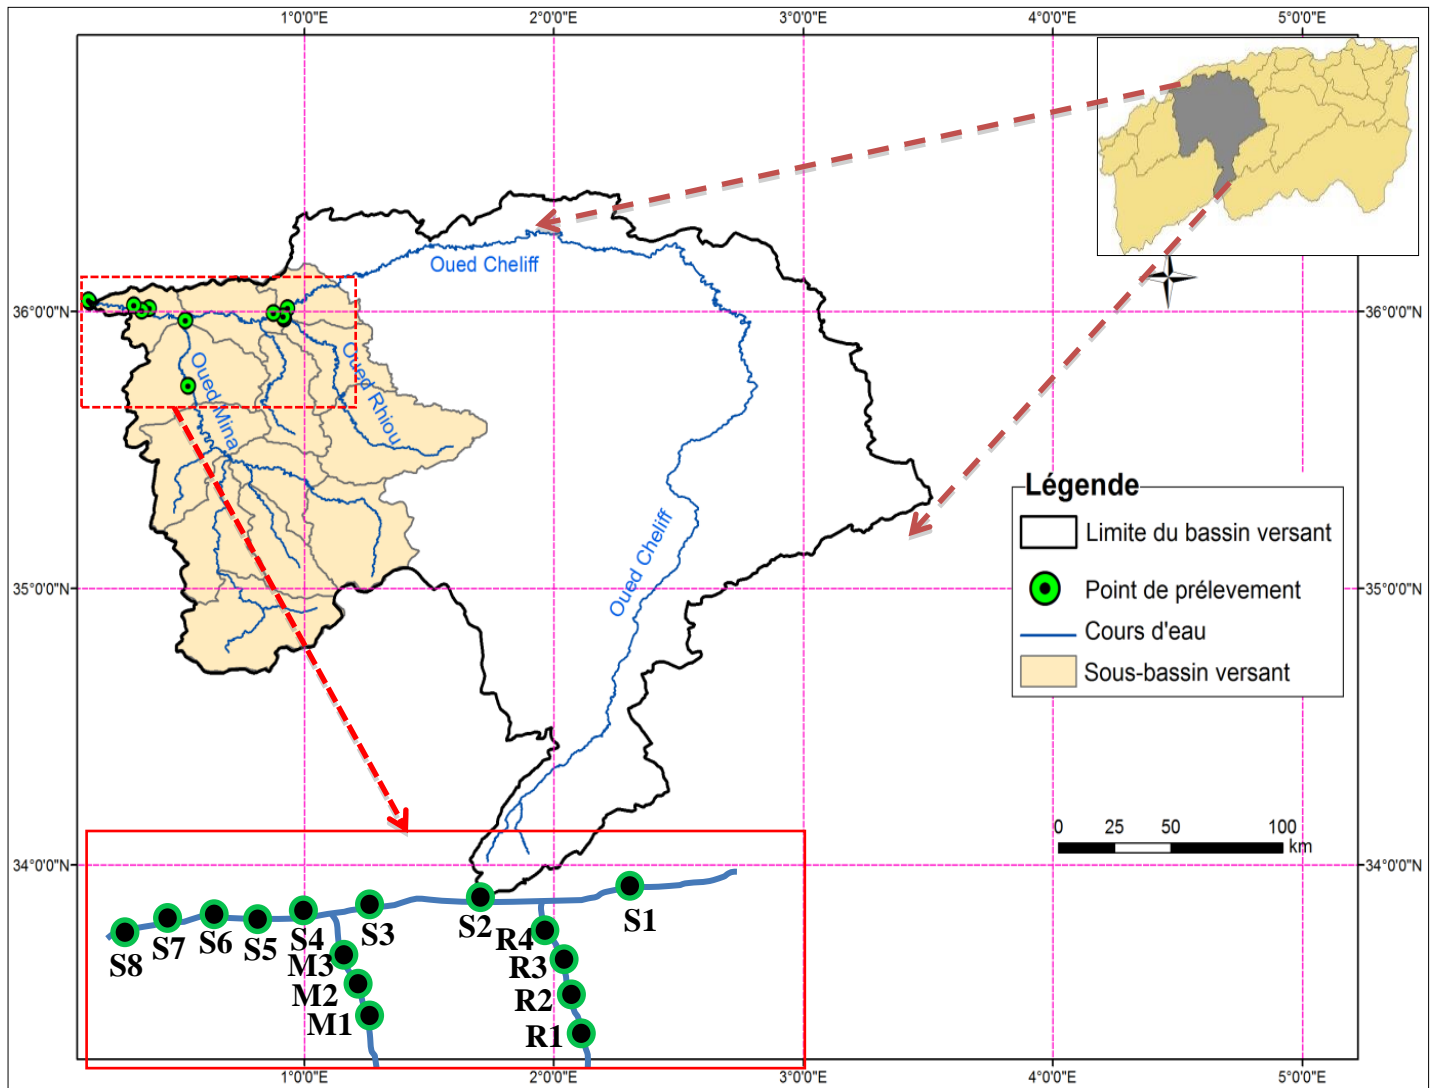 1°0'0"E 2°0'0"E 3°0'0"E 4°0'0"E 5°0'0"E
Oued Cheliff
36°0'0"N 36°0'0"N
Oued Mina
Oued Rhiou
Oued Cheliff
Légende
Limite du bassin versant
Point de prélevement
Cours d'eau
Sous-bassin versant
35°0'0"N 35°0'0"N
0 25 50 100
km
34°0'0"N 34°0'0"N
S8 S7 S6 S5 S4 S3 S2 S1
M3
M2
M1
R4
R3
R2
R1
1°0'0"E 2°0'0"E 3°0'0"E 4°0'0"E 5°0'0"E